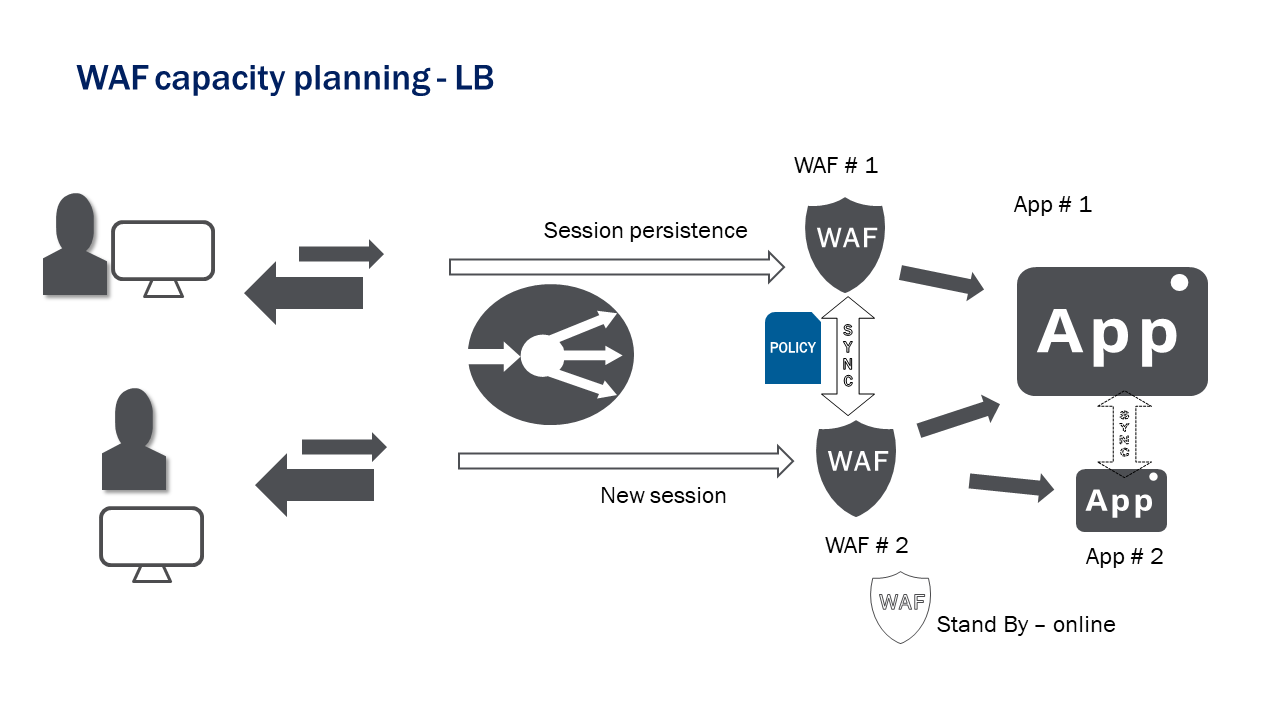 WAF capacity planning - LB
WAF # 1
App # 1
Session persistence
WAF
App
POLICY
SYNC
SYNC
WAF
App
New session
WAF # 2
App # 2
WAF
Stand By – online